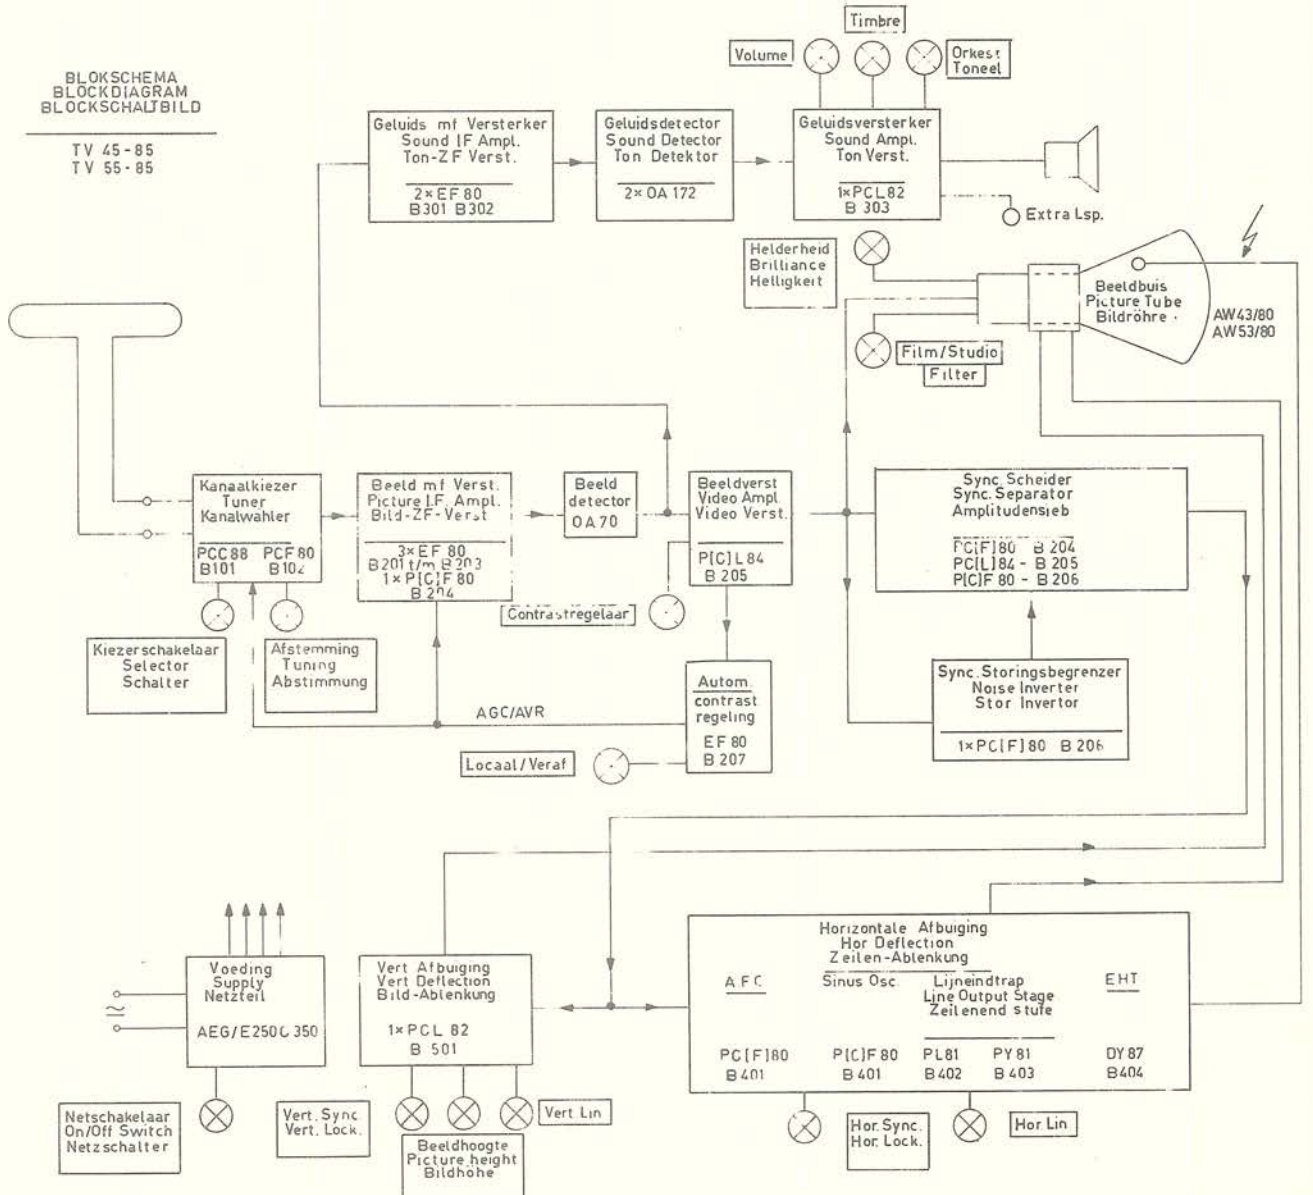 BLOKSCHEMA
BLOCKDIAGRAM
BLOCKSCHALTBILD
TV 45-85
TV 55-85
Timbre
Volume
Orkest
Toneel
Geluids mf Versterker
Sound IF Ampl.
Ton-ZF Verst.
2×EF 80
B301 B302
Geluidsdetector
Sound Detector
Ton Detektor
2×OA 172
Geluidsversterker
Sound Ampl.
Ton Verst.
1×PCL82
B 303
Extra Lsp.
Helderheid
Brilliance
Helligkeit
Beeldbuis
Picture Tube
Bildröhre
AW43/80
AW53/80
Film/Studio
Filter
Kanaalkiezer
Tuner
Kanalwahler
PCC88 PCF80
B101 B102
Beeld mf Verst.
Picture I.F. Ampl.
Bild-ZF-Verst
3×EF 80
B201 t/m B203
1×P[C]F80
B 204
Beeld
detector
OA70
Beeldverst
Video Ampl.
Video Verst.
P[C]L84
B 205
Sync. Scheider
Sync. Separator
Amplitudensieb
PC[F]80 B 204
PC[L]84 - B 205
P[C]F 80 - B 206
Contrastregelaar
Kiezerschakelaar
Selector
Schalter
Afstemming
Tuning
Abstimmung
AGC/AVR
Autom.
contrast
regeling
EF 80
B 207
Locaal/Veraf
Sync. Storingsbegrenzer
Noise Inverter
Stor Invertor
1×PC[F]80 B 206
Voeding
Supply
Netzteil
AEG/E250C350
Vert Afbuiging
Vert Deflection
Bild-Ablenkung
1×PCL 82
B 501
Horizontale Afbuiging
Hor Deflection
Zeilen-Ablenkung
A.F.C
Sinus Osc.
Lijneindtrap
Line Output Stage
Zeilenend stufe
EHT
PC[F]80 P[C]F80 PL81 PY81 DY87
B401 B401 B402 B403 B404
Netschakelaar
On/Off Switch
Netzschalter
Vert. Sync
Vert. Lock.
Vert Lin
Beeldhoogte
Picture height
Bildhöhe
Hor. Sync.
Hor. Lock.
Hor Lin